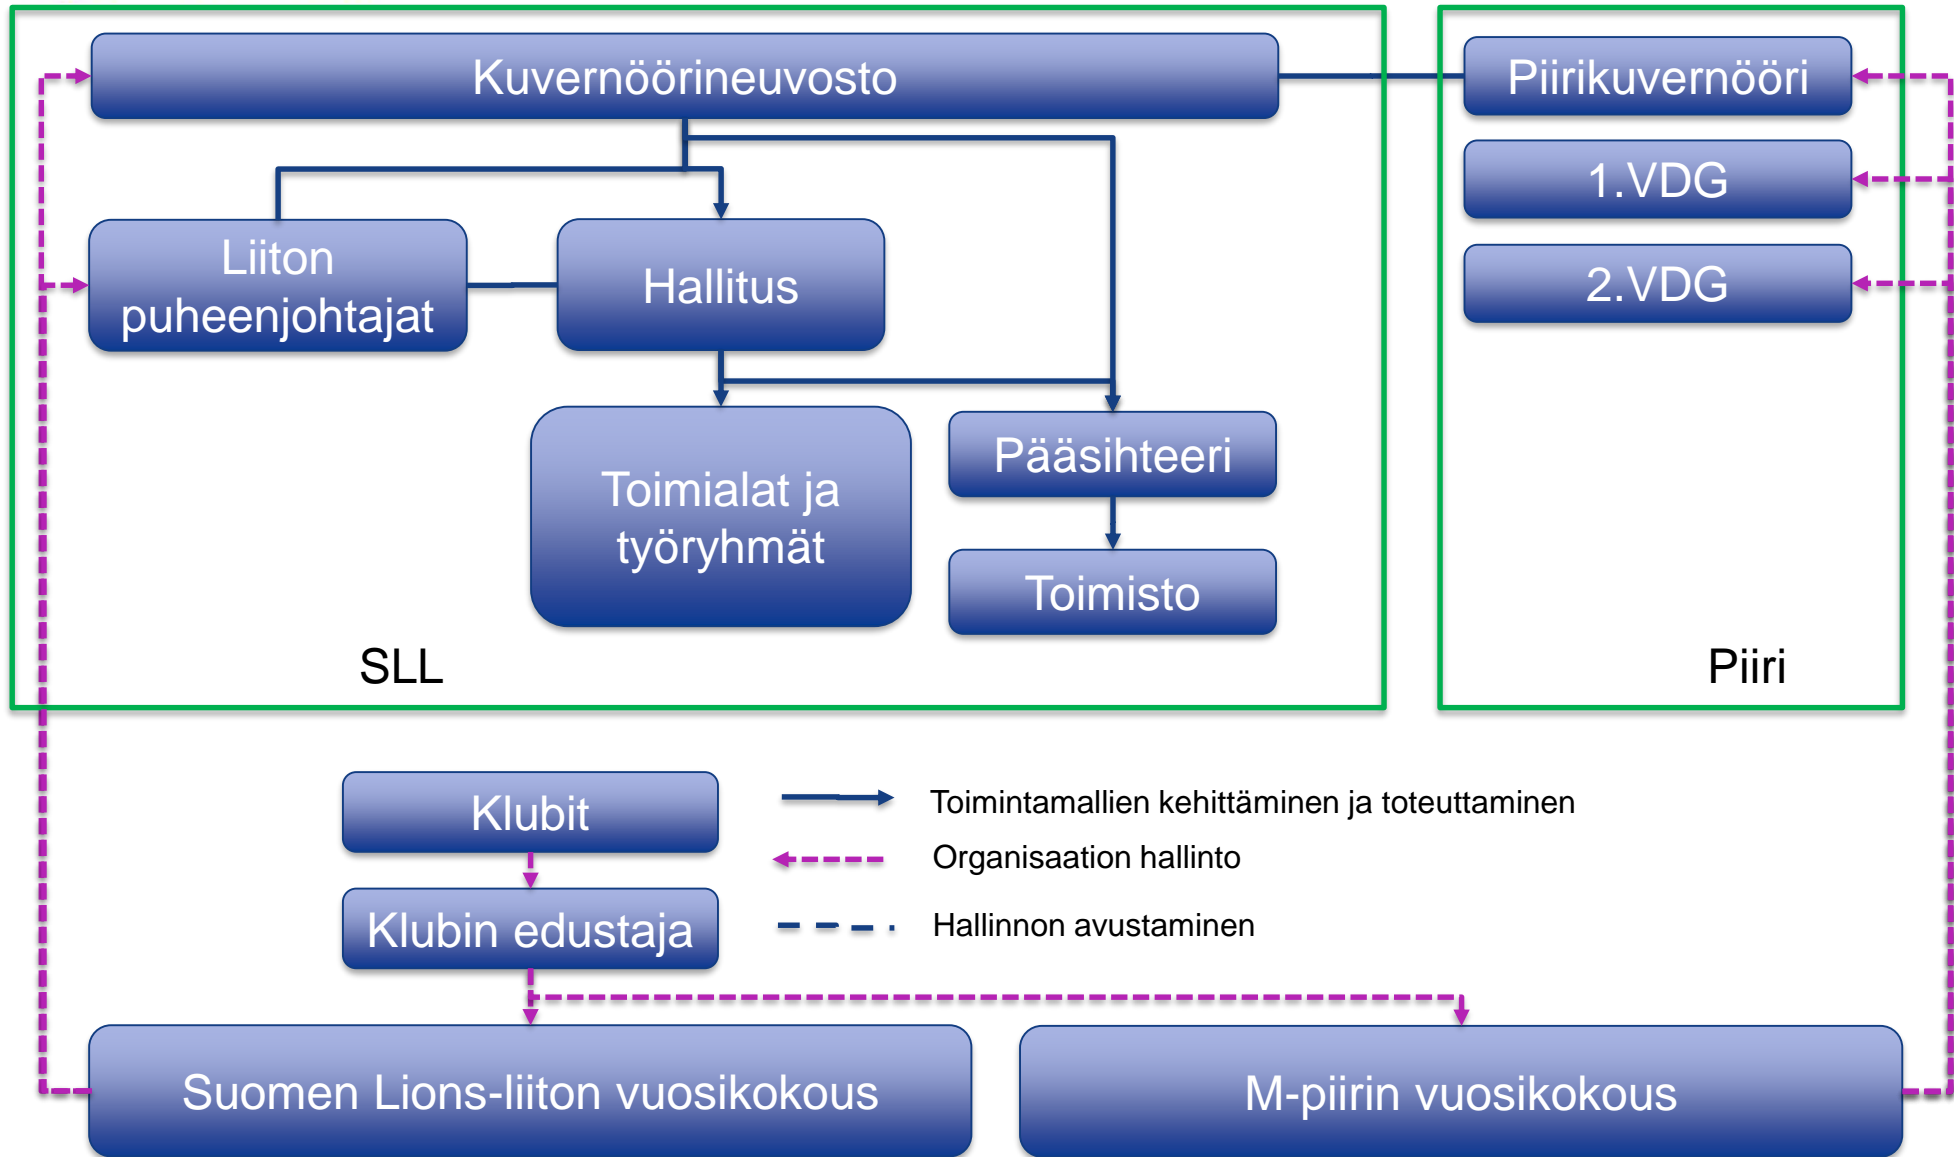 Kuvernöörineuvosto
Piirikuvernööri
1.VDG
2.VDG
Liiton
puheenjohtajat
Hallitus
Toimialat ja
työryhmät
Pääsihteeri
Toimisto
SLL
Piiri
Klubit
Klubin edustaja
Toimintamallien kehittäminen ja toteuttaminen
Organisaation hallinto
Hallinnon avustaminen
Suomen Lions-liiton vuosikokous
M-piirin vuosikokous